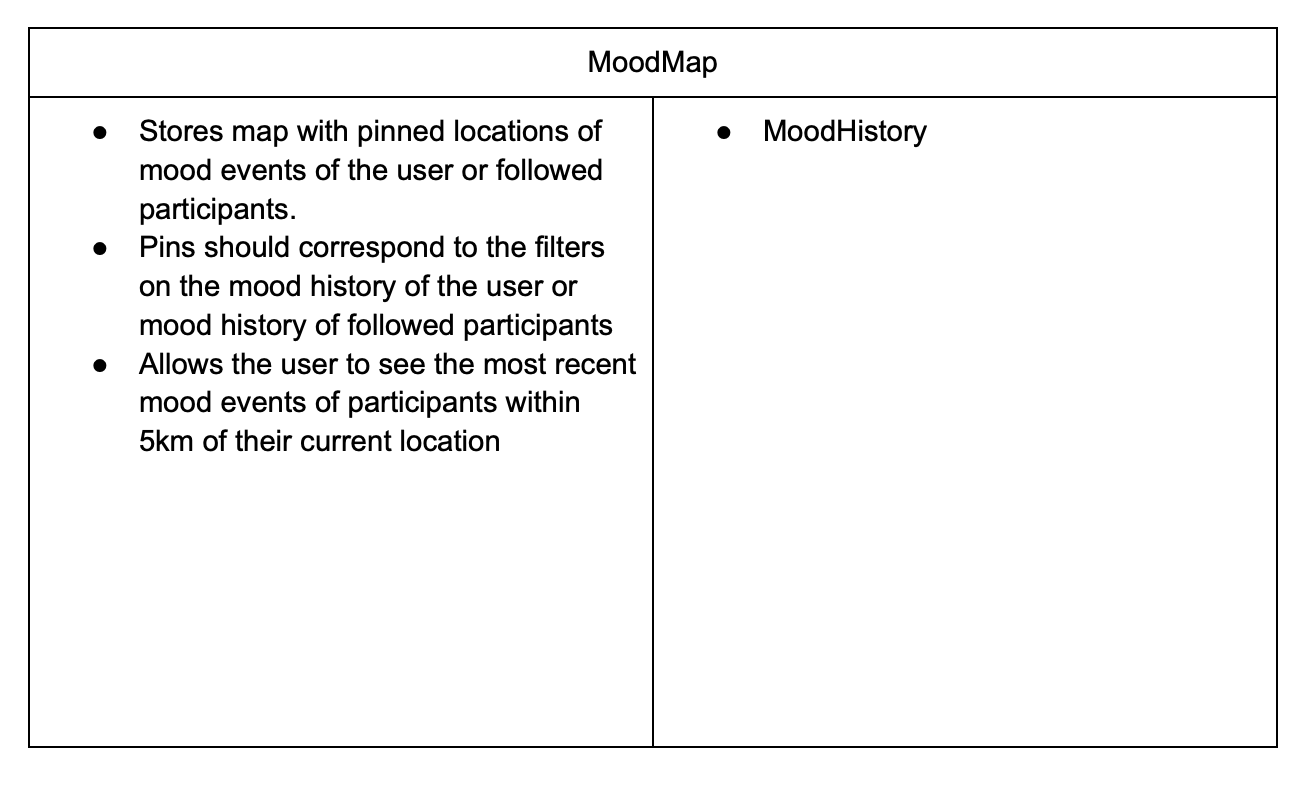 MoodMap
● Stores map with pinned locations of
mood events of the user or followed
participants.
● Pins should correspond to the filters
on the mood history of the user or
mood history of followed participants
● Allows the user to see the most recent
mood events of participants within
5km of their current location
● MoodHistory